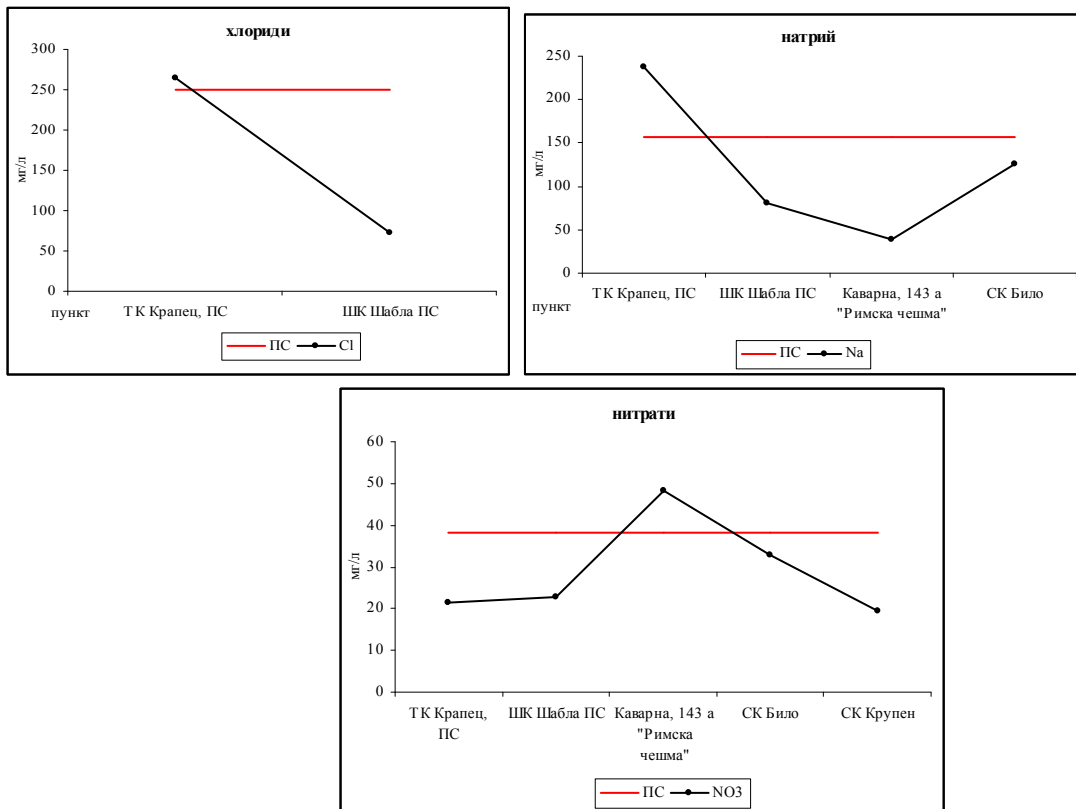 хлориди
300
250
200
150
100
50
0
мг/л
пункт
ТК Крапец, ПС
ШК Шабла ПС
ПС
Cl
натрий
250
200
150
100
50
0
мг/л
пункт
ТК Крапец, ПС
ШК Шабла ПС
Каварна, 143 а
"Римска чешма"
СК Било
ПС
Na
нитрати
60
50
40
30
20
10
0
мг/л
ТК Крапец,
ПС
ШК Шабла ПС
Каварна, 143 а
"Римска
чешма"
СК Било
СК Крупен
ПС
NO3